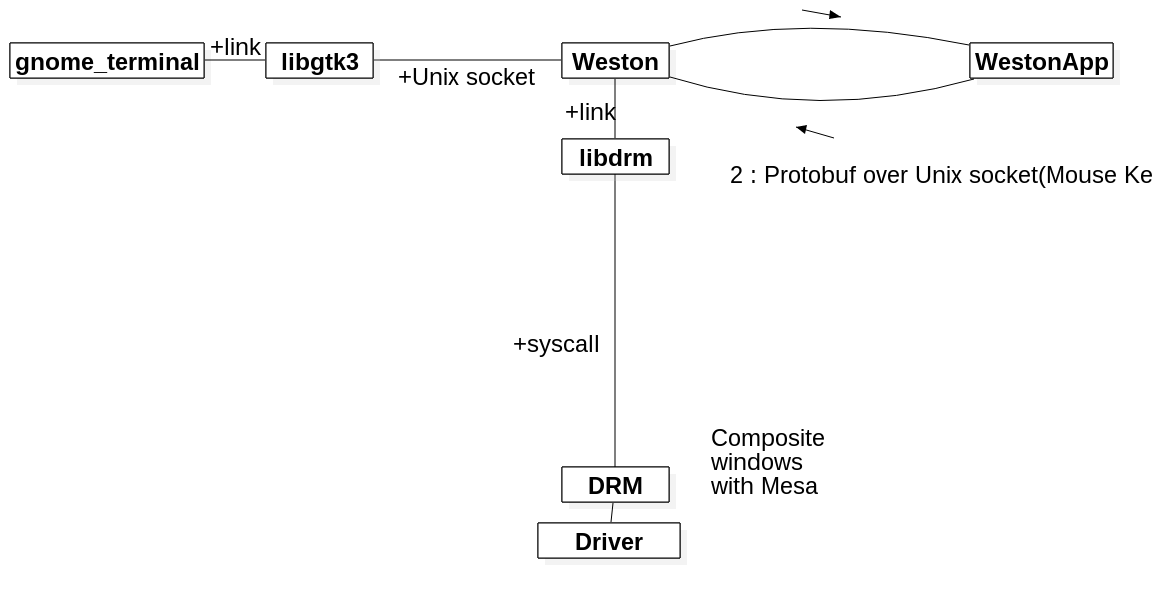 gnome_terminal
+link
libgtk3
+Unix socket
Weston
WestonApp
+link
libdrm
2 : Protobuf over Unix socket(Mouse Ke
+syscall
Composite
windows
with Mesa
DRM
Driver